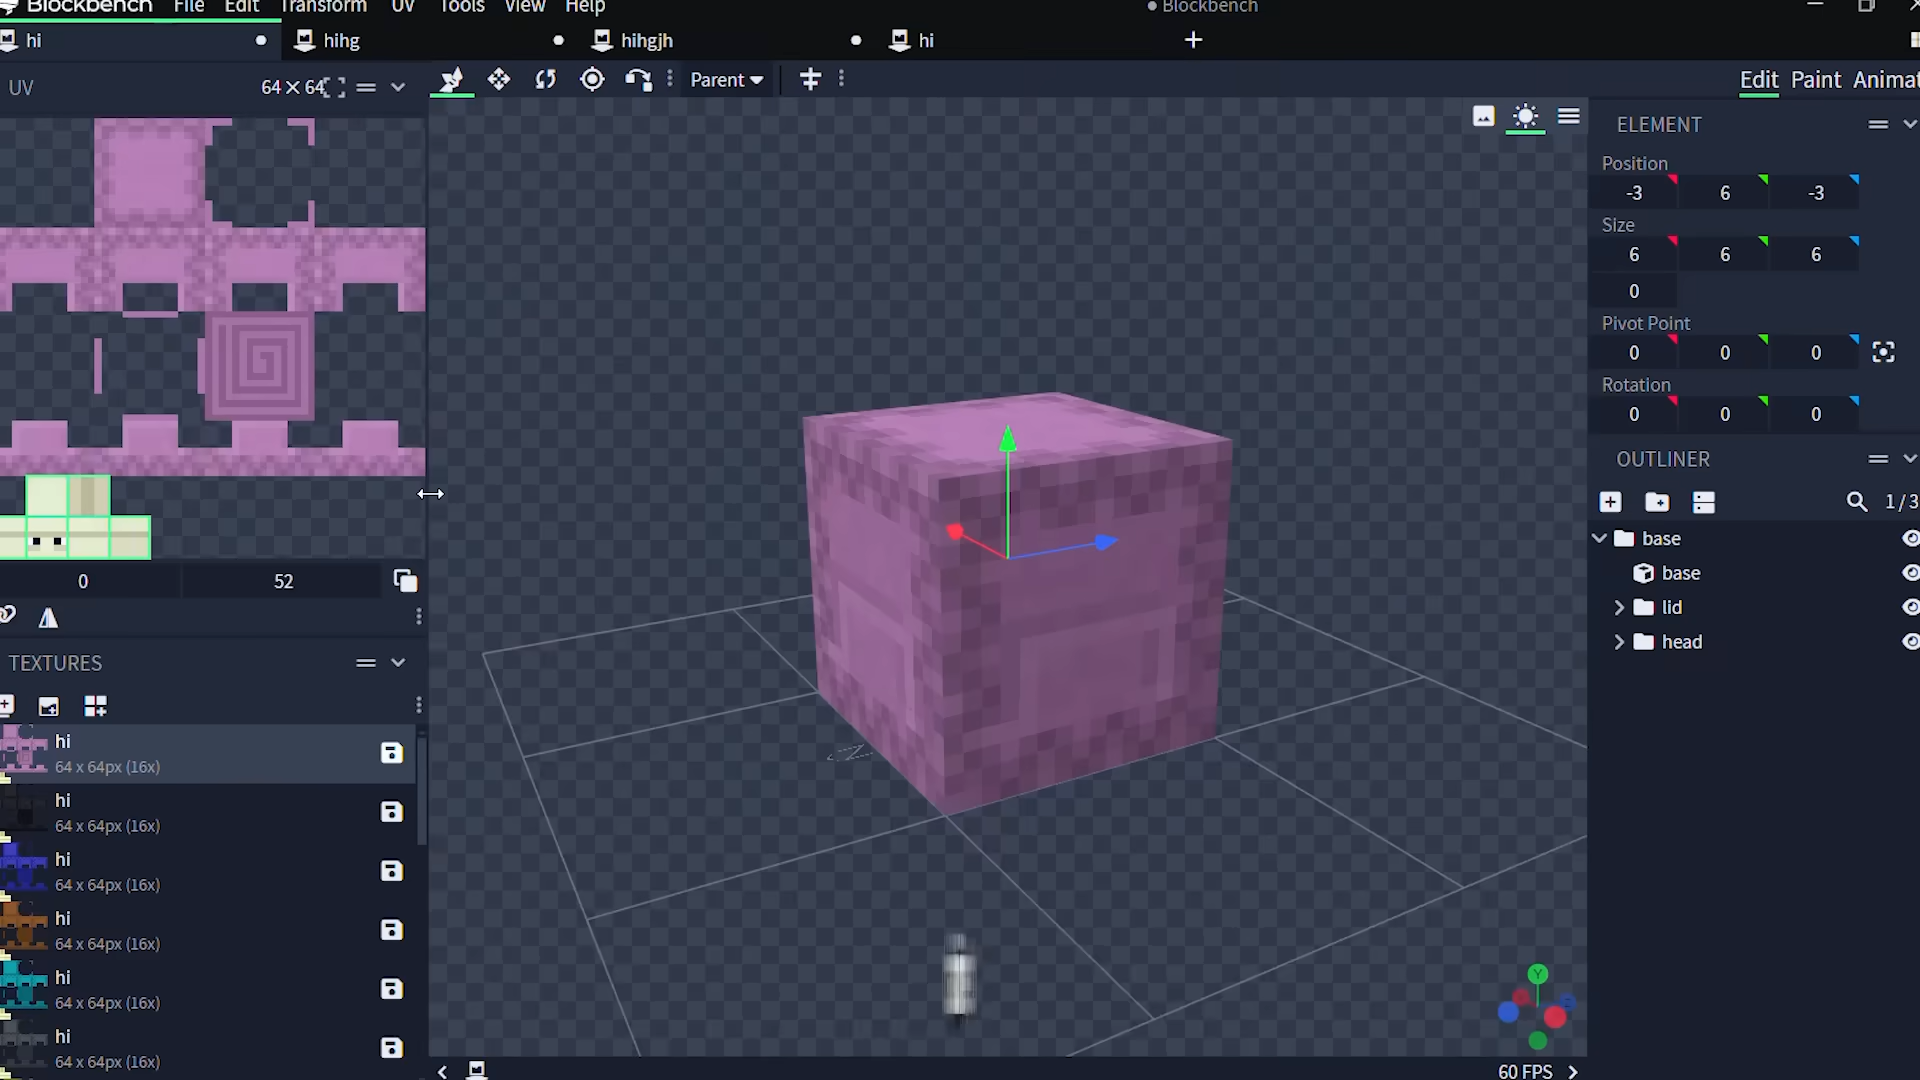 Blockbench File Edit Transform UV Tools View Help Blockbench
hi hihg hihgjh hi
UV 64×64 Parent Edit Paint Animat
ELEMENT
Position
-3 6 -3
Size
6 6 6
0
Pivot Point
0 0 0
Rotation
0 0 0
OUTLINER
1/3
base
base
lid
head
0 52
TEXTURES
hi
64 x 64px (16x)
hi
64 x 64px (16x)
hi
64 x 64px (16x)
hi
64 x 64px (16x)
hi
64 x 64px (16x)
hi
64 x 64px (16x)
N
Y
60 FPS